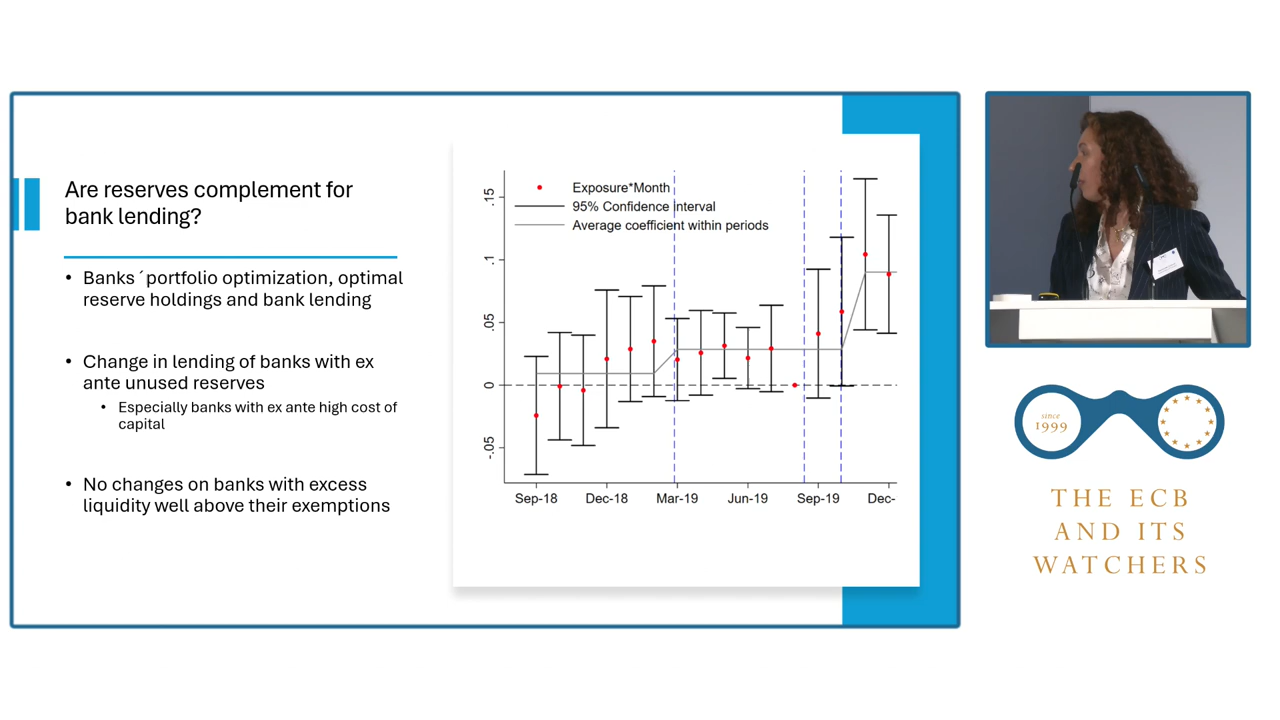 Are reserves complement for
bank lending?
• Banks ´portfolio optimization, optimal
reserve holdings and bank lending
• Change in lending of banks with ex
ante unused reserves
• Especially banks with ex ante high cost of
capital
• No changes on banks with excess
liquidity well above their exemptions
Exposure*Month
95% Confidence interval
Average coefficient within periods
.15
.1
.05
0
-.05
Sep-18
Dec-18
Mar-19
Jun-19
Sep-19
Dec-
since
1999
THE ECB
AND ITS
WATCHERS